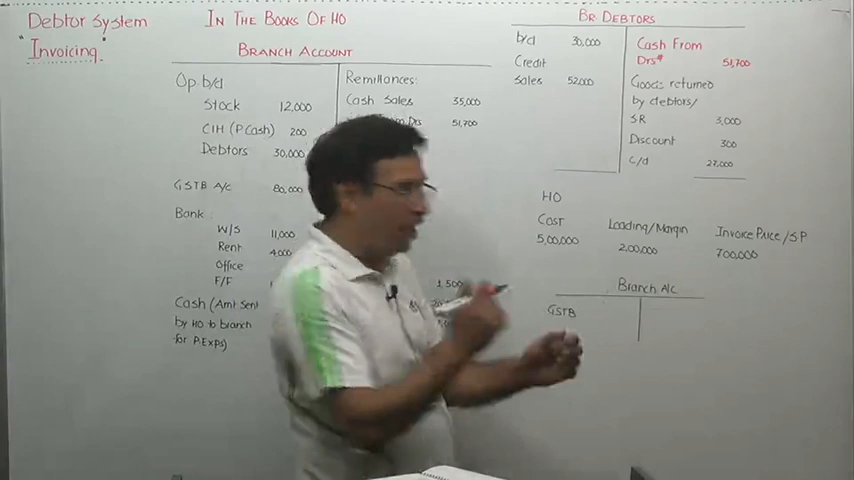 Debtor System
"Invoicing"
IN THE BOOKS OF HO
BRANCH ACCOUNT
Op. b/d
Stock 12,000
CIH (P.Cash) 200
Debtors 30,000
GSTB A/c 80,000
Bank:
W/S 11,000
Rent 4,000
Office
F/F
Cash (Amt Sent
by HO to branch
for P.Exps)
Remittances:
Cash Sales 35,000
Drs 51,700
1,500
BR DEBTORS
b/d 30,000
Credit
Sales 52,000
Cash From
Drs* 51,700
Goods returned
by debtors/
SR 3,000
Discount 300
c/d 27,000
HO
Cost Loading/Margin Invoice Price/SP
5,00,000 2,00,000 700,000
Branch A/c
GSTB